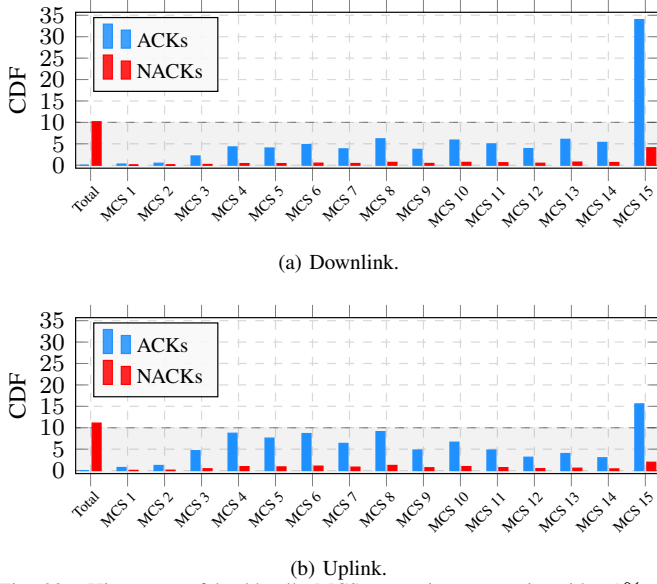 35
30
25
20
15
10
5
0
CDF
ACKs
NACKs
Total
MCS 1
MCS 2
MCS 3
MCS 4
MCS 5
MCS 6
MCS 7
MCS 8
MCS 9
MCS 10
MCS 11
MCS 12
MCS 13
MCS 14
MCS 15
(a) Downlink.
35
30
25
20
15
10
5
0
CDF
ACKs
NACKs
Total
MCS 1
MCS 2
MCS 3
MCS 4
MCS 5
MCS 6
MCS 7
MCS 8
MCS 9
MCS 10
MCS 11
MCS 12
MCS 13
MCS 14
MCS 15
(b) Uplink.